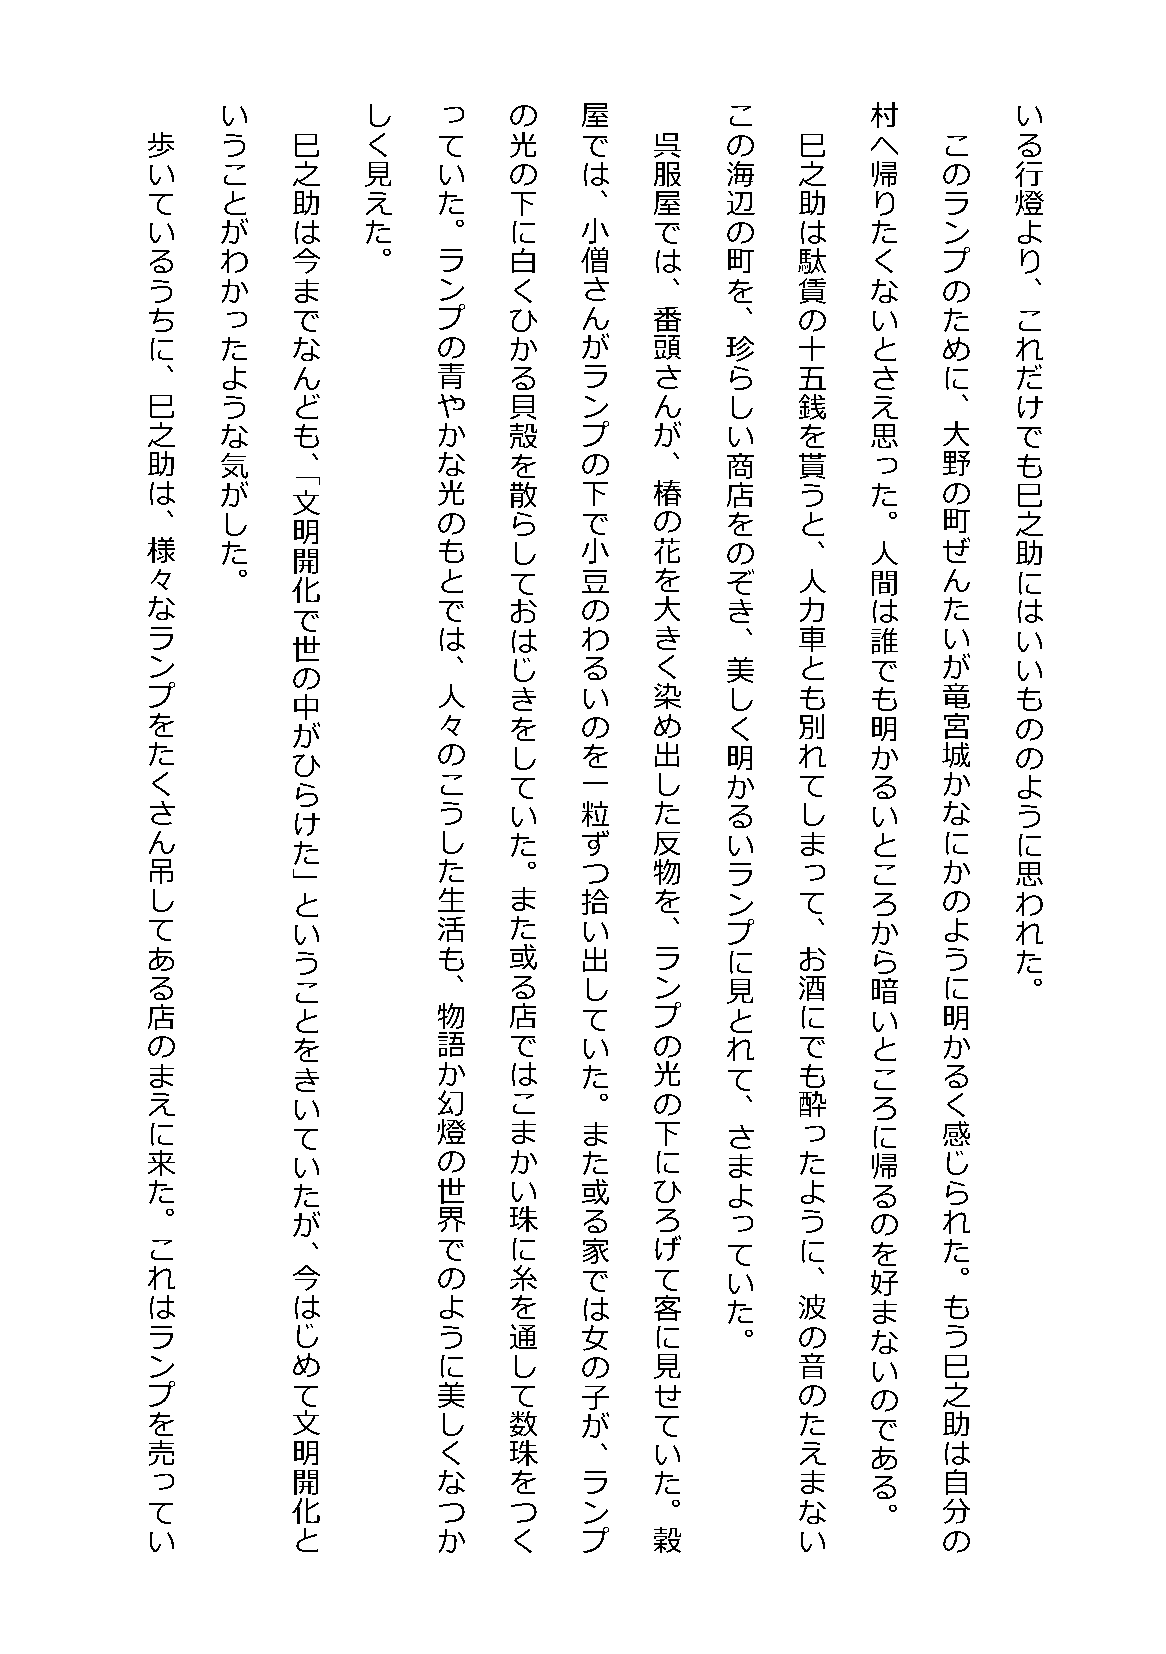 いる行燈より、これだけでも巳之助にはいいもののように思われた。
　このランプのために、大野の町ぜんたいが竜宮城かなにかのように明かるく感じられた。もう巳之助は自分の
村へ帰りたくないとさえ思った。人間は誰でも明かるいところから暗いところに帰るのを好まないのである。
　巳之助は駄賃の十五銭を貰うと、人力車とも別れてしまって、お酒にでも酔ったように、波の音のたえまない
この海辺の町を、珍らしい商店をのぞき、美しく明かるいランプに見とれて、さまよっていた。
　呉服屋では、番頭さんが、椿の花を大きく染め出した反物を、ランプの光の下にひろげて客に見せていた。穀
屋では、小僧さんがランプの下で小豆のわるいのを一粒ずつ拾い出していた。また或る家では女の子が、ランプ
の光の下に白くひかる貝殻を散らしておはじきをしていた。また或る店ではこまかい珠に糸を通して数珠をつく
っていた。ランプの青やかな光のもとでは、人々のこうした生活も、物語か幻燈の世界でのように美しくなつか
しく見えた。
　巳之助は今までなんども、「文明開化で世の中がひらけた」ということをきいていたが、今はじめて文明開化と
いうことがわかったような気がした。
　歩いているうちに、巳之助は、様々なランプをたくさん吊してある店のまえに来た。これはランプを売ってい